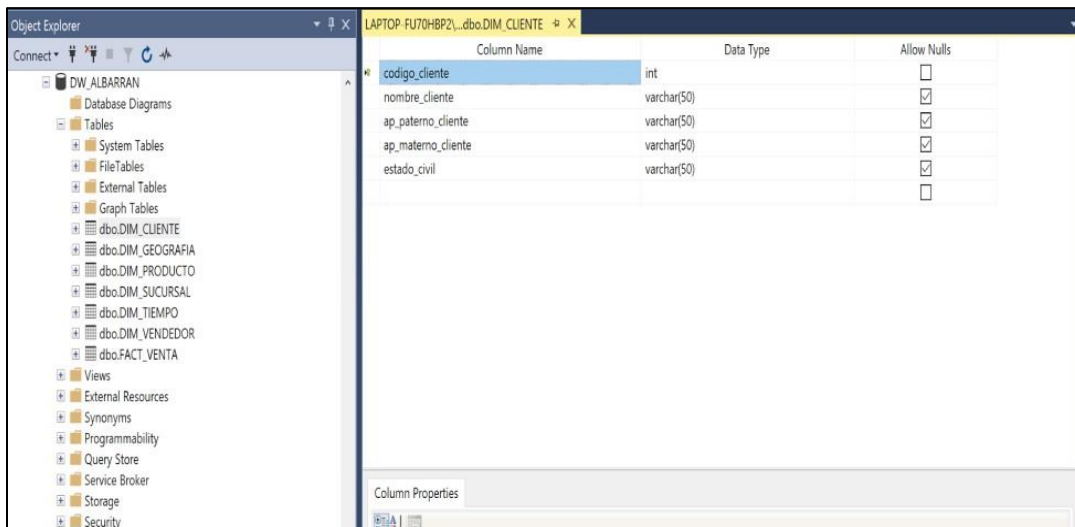 Object Explorer
Connect
DW_ALBARRAN
Database Diagrams
Tables
System Tables
FileTables
External Tables
Graph Tables
dbo.DIM_CLIENTE
dbo.DIM_GEOGRAFIA
dbo.DIM_PRODUCTO
dbo.DIM_SUCURSAL
dbo.DIM_TIEMPO
dbo.DIM_VENDEDOR
dbo.FACT_VENTA
Views
External Resources
Synonyms
Programmability
Query Store
Service Broker
Storage
Security
LAPTOP-FU70HBP2\...dbo.DIM_CLIENTE
Column Name Data Type Allow Nulls
codigo_cliente int
nombre_cliente varchar(50)
ap_paterno_cliente varchar(50)
ap_materno_cliente varchar(50)
estado_civil varchar(50)
Column Properties